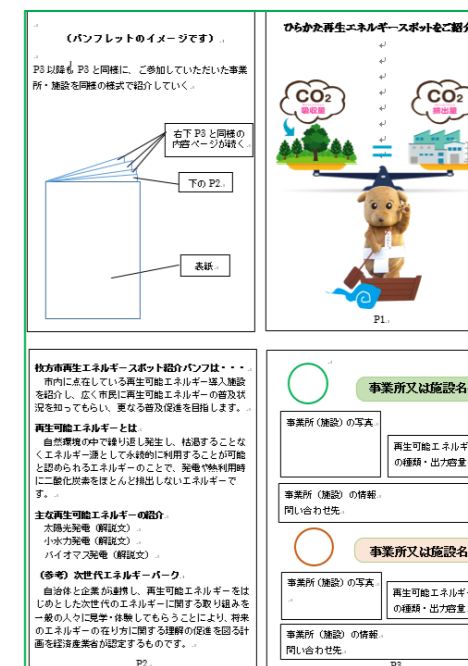 (パンフレットのイメージです)
P3以降も P3 と同様に、ご参加していただいた事業
所・施設を同様の様式で紹介していく
右下 P3 と同様の
内容ページが続く
下の P2
表紙
ひらかた再生エネルギースポットをご紹介
CO2
吸収量
CO2
排出量
P1
枚方市再生エネルギースポット紹介パンフは・・・
市内に点在している再生可能エネルギー導入施設
を紹介し、広く市民に再生可能エネルギーの普及状
況を知ってもらい、更なる普及促進を目指します。
再生可能エネルギーとは
自然環境の中で繰り返し発生し、枯渇することな
くエネルギー源として永続的に利用することが可能
と認められるエネルギーのことで、発電や熱利用時
に二酸化炭素をほとんど排出しないエネルギーで
す。
主な再生可能エネルギーの紹介
太陽光発電(解説文)
小水力発電(解説文)
バイオマス発電(解説文)
(参考)次世代エネルギーパーク
自治体と企業が連携し、再生可能エネルギーをは
じめとした次世代のエネルギーに関する取り組みを
一般の人々に見学・体験してもらうことにより、将来
のエネルギーの在り方に関する理解の促進を図る計
画を経済産業省が認定するものです。
P2
事業所又は施設名
事業所(施設)の写真
再生可能エネルギ
の種類・出力容量
事業所(施設)の情報
問い合わせ先
事業所又は施設名
事業所(施設)の写真
再生可能エネルギ
の種類・出力容量
事業所(施設)の情報
問い合わせ先
P3